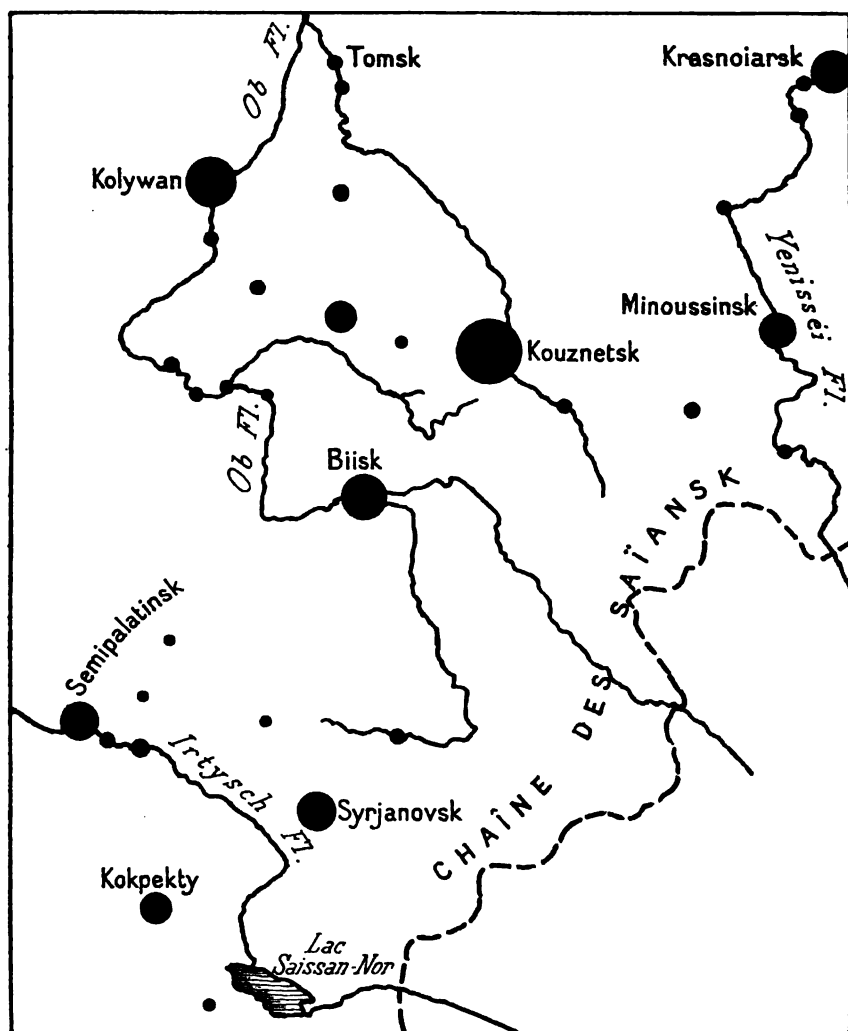 Ob Fl.
Tomsk
Krasnoiarsk
Kolywan
Yenisséi Fl.
Minoussinsk
Kouznetsk
Ob Fl.
Biisk
CHAÎNE DES SAÏANSK
Semipalatinsk
Irtysch Fl.
Syrjanovsk
Kokpekty
Lac
Saissan-Nor